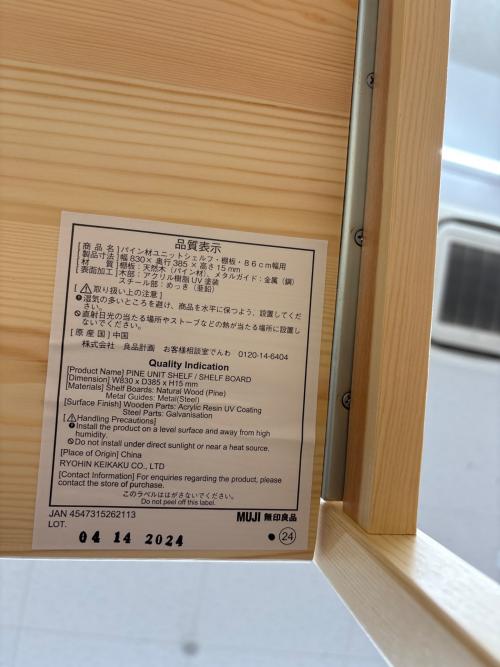 品質表示
[商品名]パイン材ユニットシェルフ・棚板・86cm幅用
[製品寸法]幅830×奥行385×高さ15mm
[材質]棚板：天然木（パイン材）、メタルガイド：金属（鋼）
[表面加工]木部：アクリル樹脂UV塗装
スチール部：めっき（亜鉛）
[⚠取り扱い上の注意]
湿気の多いところを避け、商品を水平に保つよう、設置してください。
直射日光の当たる場所やストーブなどの熱が当たる場所に設置しないでください。
[原産国]中国
株式会社 良品計画 お客様相談室でんわ 0120-14-6404
Quality Indication
[Product Name] PINE UNIT SHELF / SHELF BOARD
[Dimension] W830 x D385 x H15 mm
[Materials] Shelf Boards: Natural Wood (Pine)
Metal Guides: Metal(Steel)
[Surface Finish] Wooden Parts: Acrylic Resin UV Coating
Steel Parts: Galvanisation
[⚠Handling Precautions]
Install the product on a level surface and away from high
humidity.
Do not install under direct sunlight or near a heat source.
[Place of Origin] China
RYOHIN KEIKAKU CO., LTD
[Contact Information] For enquiries regarding the product, please
contact the store of purchase.
このラベルははがさないでください。
Do not peel off this label.
JAN 4547315262113
MUJI 無印良品
LOT.
04 14 2024
● ㉔